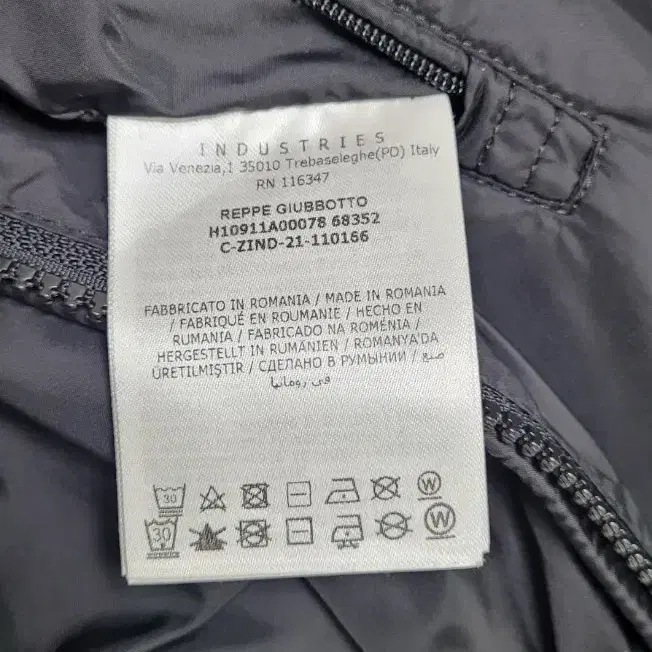 INDUSTRIES
Via Venezia,1 35010 Trebaseleghe(PD) Italy
RN 116347
REPPE GIUBBOTTO
H10911A00078 68352
C-ZIND-21-110166
FABBRICATO IN ROMANIA / MADE IN ROMANIA
/ FABRIQUÉ EN ROUMANIE / HECHO EN
RUMANIA / FABRICADO NA ROMÉNIA /
HERGESTELLT IN RUMÄNIEN / ROMANYA'DA
ÜRETILMIŞTIR / СДЕЛАНО В РУМЫНИИ / صنع
في رومانيا
30 W
30 W